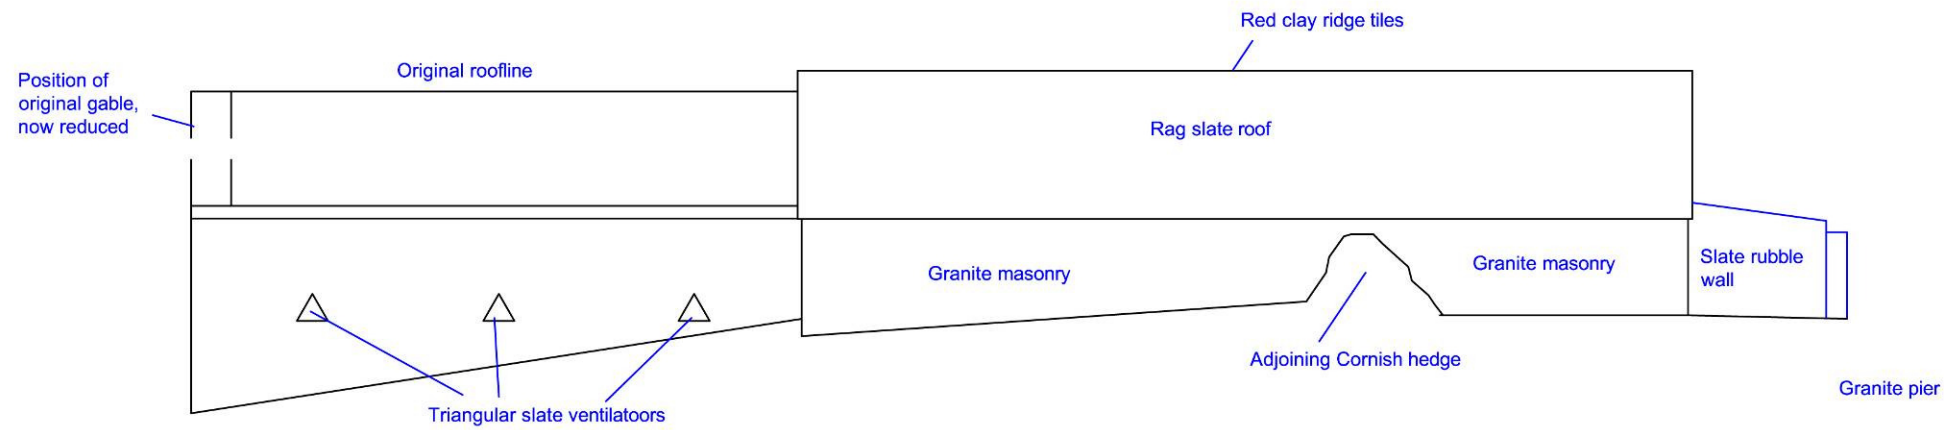 Red clay ridge tiles
Original roofline
Position of
original gable,
now reduced
Rag slate roof
Granite masonry
Granite masonry
Slate rubble
wall
Adjoining Cornish hedge
Granite pier
Triangular slate ventilatoors